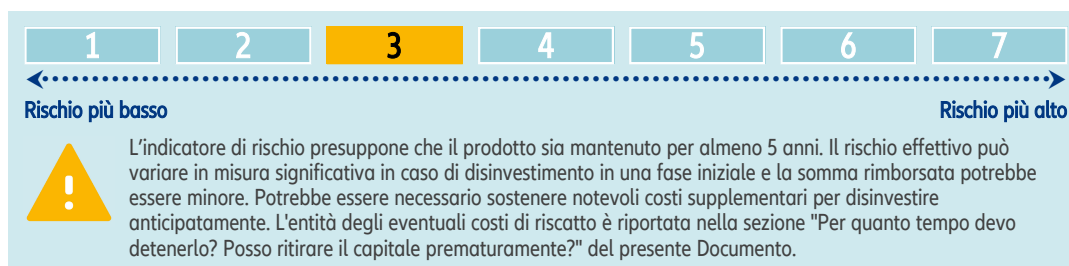 1 2 3 4 5 6 7
Rischio più basso Rischio più alto
L'indicatore di rischio presuppone che il prodotto sia mantenuto per almeno 5 anni. Il rischio effettivo può
variare in misura significativa in caso di disinvestimento in una fase iniziale e la somma rimborsata potrebbe
essere minore. Potrebbe essere necessario sostenere notevoli costi supplementari per disinvestire
anticipatamente. L'entità degli eventuali costi di riscatto è riportata nella sezione "Per quanto tempo devo
detenerlo? Posso ritirare il capitale prematuramente?" del presente Documento.